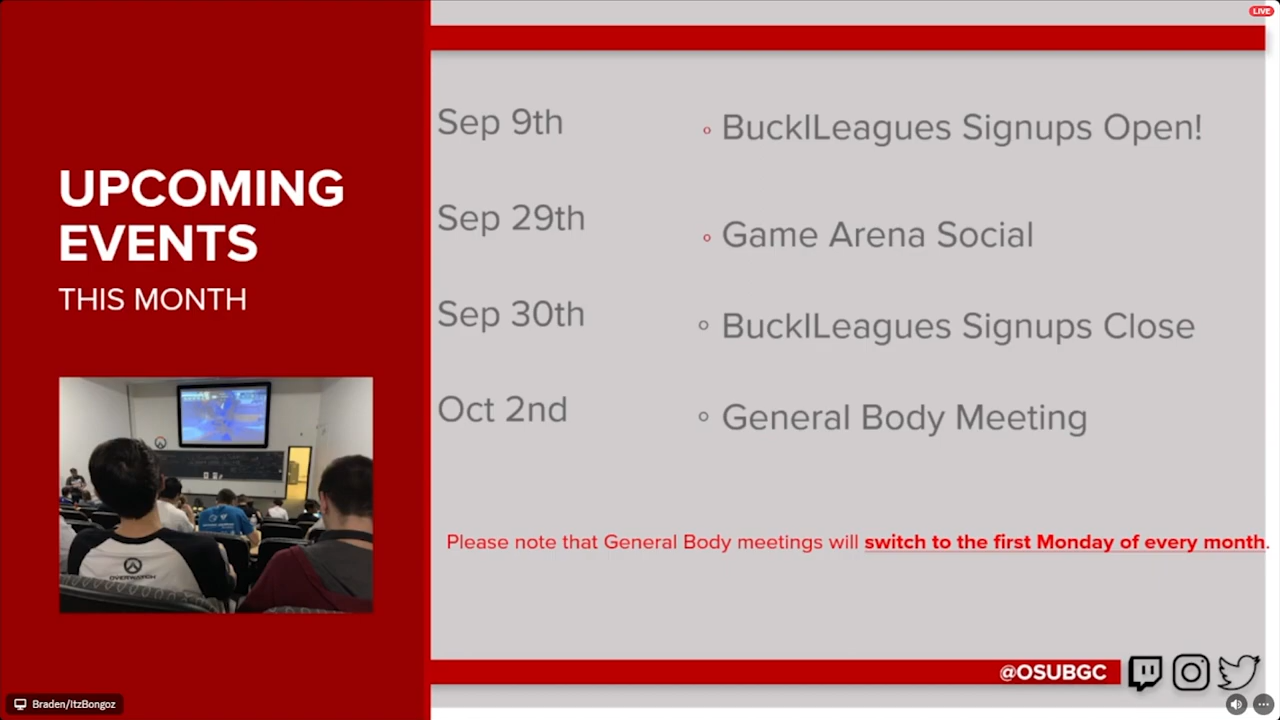 LIVE
UPCOMING
EVENTS
THIS MONTH
Sep 9th
BuckILeagues Signups Open!
Sep 29th
Game Arena Social
Sep 30th
BuckILeagues Signups Close
Oct 2nd
General Body Meeting
OVERWATCH
Please note that General Body meetings will switch to the first Monday of every month.
@OSUBGC
Braden/ItzBongoz